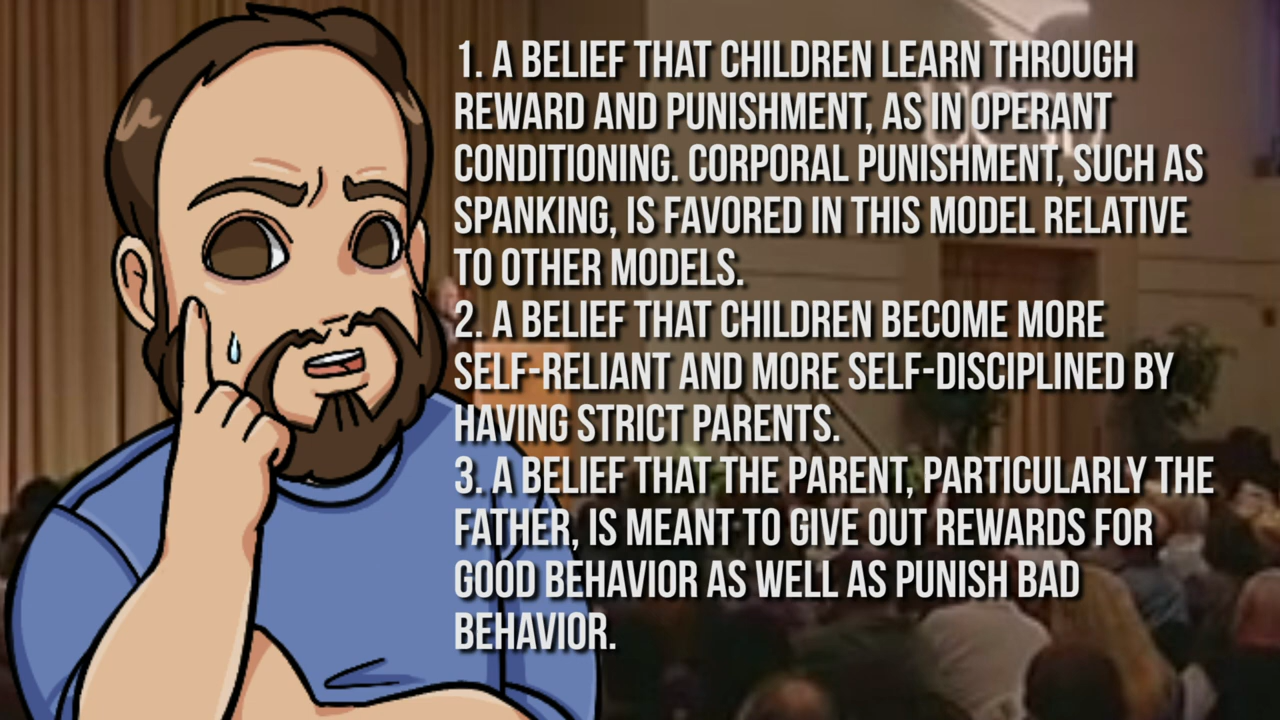 1. A BELIEF THAT CHILDREN LEARN THROUGH
REWARD AND PUNISHMENT, AS IN OPERANT
CONDITIONING. CORPORAL PUNISHMENT, SUCH AS
SPANKING, IS FAVORED IN THIS MODEL RELATIVE
TO OTHER MODELS.
2. A BELIEF THAT CHILDREN BECOME MORE
SELF-RELIANT AND MORE SELF-DISCIPLINED BY
HAVING STRICT PARENTS.
3. A BELIEF THAT THE PARENT, PARTICULARLY THE
FATHER, IS MEANT TO GIVE OUT REWARDS FOR
GOOD BEHAVIOR AS WELL AS PUNISH BAD
BEHAVIOR.